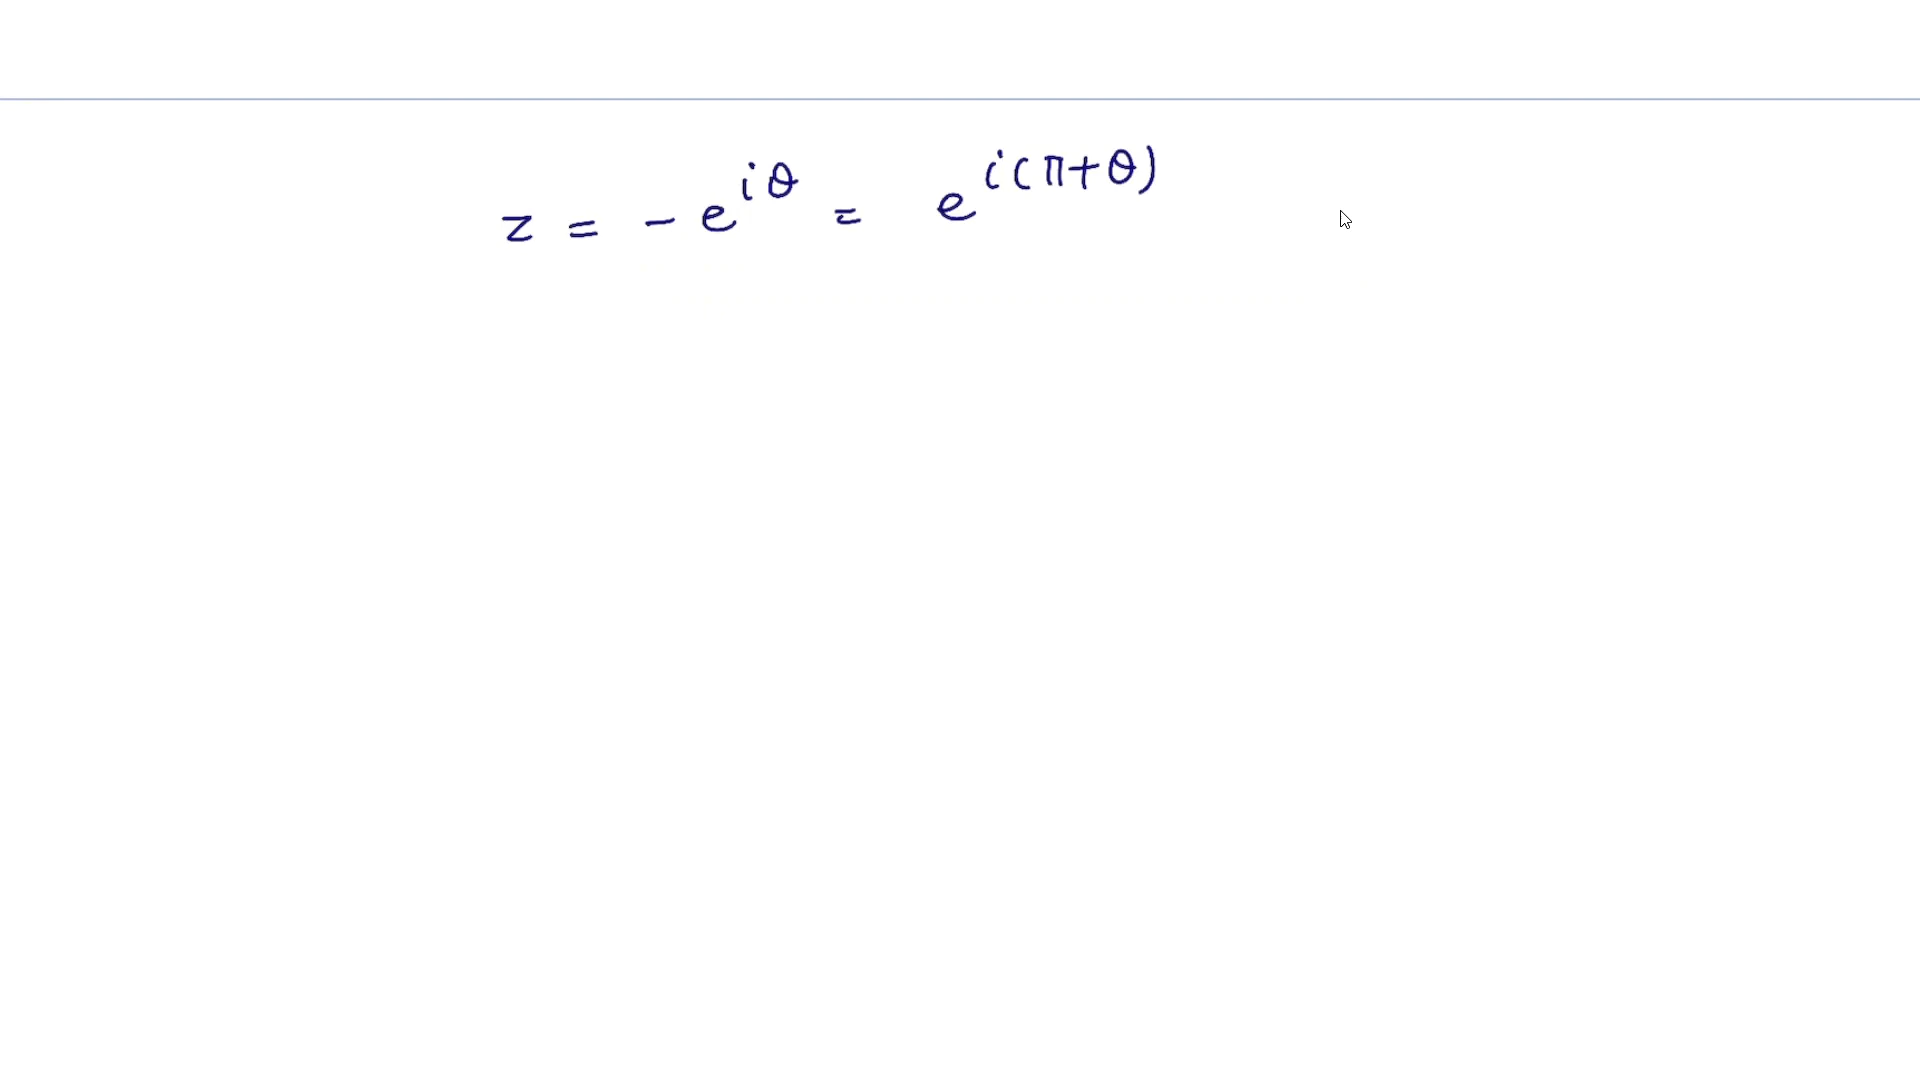 z = - e^{iθ} = e^{i(π+θ)}